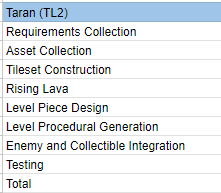 Taran (TL2)
Requirements Collection
Asset Collection
Tileset Construction
Rising Lava
Level Piece Design
Level Procedural Generation
Enemy and Collectible Integration
Testing
Total